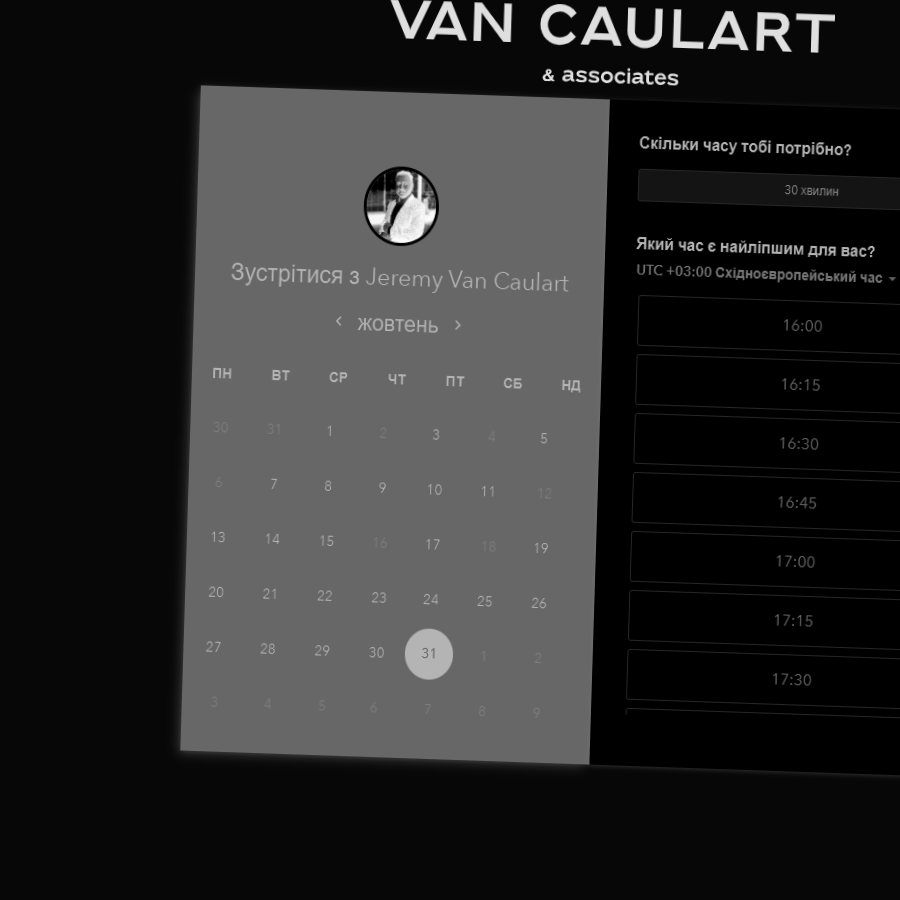 VAN CAULART
& associates
Зустрітися з Jeremy Van Caulart
‹ жовтень ›
ПН ВТ СР ЧТ ПТ СБ НД
30 31 1 2 3 4 5
6 7 8 9 10 11 12
13 14 15 16 17 18 19
20 21 22 23 24 25 26
27 28 29 30 31 1 2
3 4 5 6 7 8 9
Скільки часу тобі потрібно?
30 хвилин
Який час є найліпшим для вас?
UTC +03:00 Східноєвропейський час
16:00
16:15
16:30
16:45
17:00
17:15
17:30